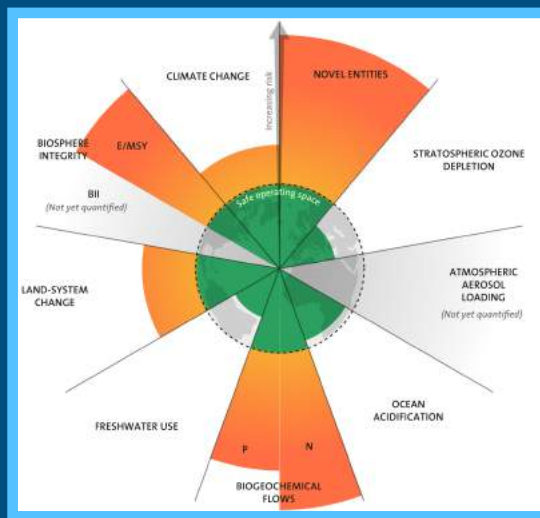 CLIMATE CHANGE
Increasing risk
NOVEL ENTITIES
BIOSPHERE
INTEGRITY
E/MSY
BII
(Not yet quantified)
Safe operating space
STRATOSPHERIC OZONE
DEPLETION
LAND-SYSTEM
CHANGE
ATMOSPHERIC
AEROSOL
LOADING
(Not yet quantified)
FRESHWATER USE
OCEAN
ACIDIFICATION
P
N
BIOGEOCHEMICAL
FLOWS